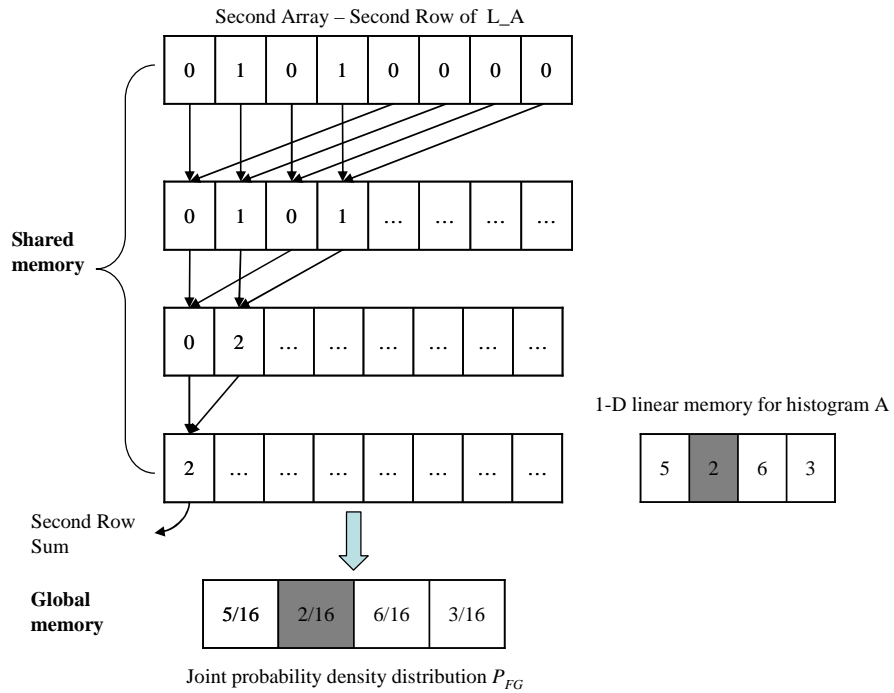 Second Array – Second Row of L_A
0 1 0 1 0 0 0 0
0 1 0 1 ... ... ... ...
Shared
memory
0 2 ... ... ... ... ... ...
1-D linear memory for histogram A
2 ... ... ... ... ... ... ...
5 2 6 3
Second Row
Sum
Global
memory
5/16 2/16 6/16 3/16
Joint probability density distribution P_FG